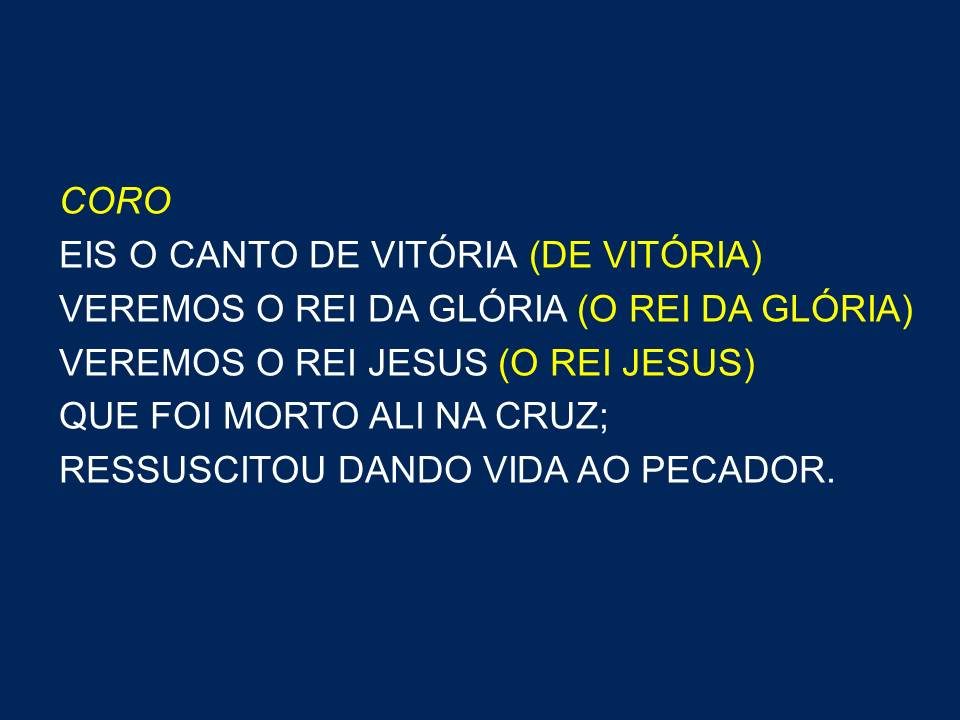 CORO
EIS O CANTO DE VITÓRIA (DE VITÓRIA)
VEREMOS O REI DA GLÓRIA (O REI DA GLÓRIA)
VEREMOS O REI JESUS (O REI JESUS)
QUE FOI MORTO ALI NA CRUZ;
RESSUSCITOU DANDO VIDA AO PECADOR.